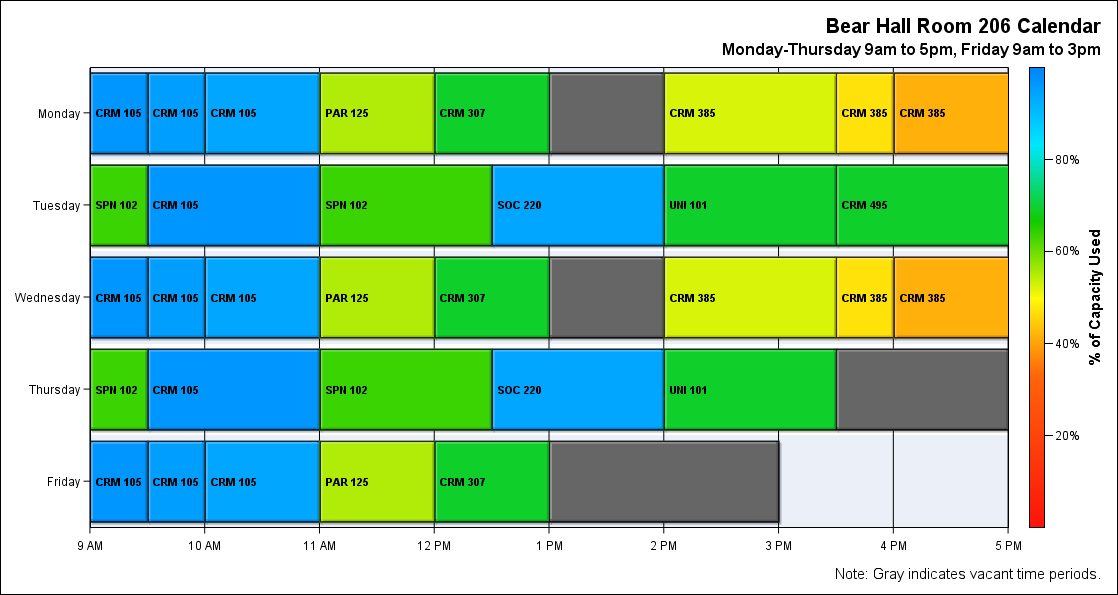 Bear Hall Room 206 Calendar
Monday-Thursday 9am to 5pm, Friday 9am to 3pm
Monday CRM 105 CRM 105 CRM 105 PAR 125 CRM 307 CRM 385 CRM 385 CRM 385
Tuesday SPN 102 CRM 105 SPN 102 SOC 220 UNI 101 CRM 495
Wednesday CRM 105 CRM 105 CRM 105 PAR 125 CRM 307 CRM 385 CRM 385 CRM 385
Thursday SPN 102 CRM 105 SPN 102 SOC 220 UNI 101
Friday CRM 105 CRM 105 CRM 105 PAR 125 CRM 307
9 AM 10 AM 11 AM 12 PM 1 PM 2 PM 3 PM 4 PM 5 PM
80%
60%
40%
20%
% of Capacity Used
Note: Gray indicates vacant time periods.